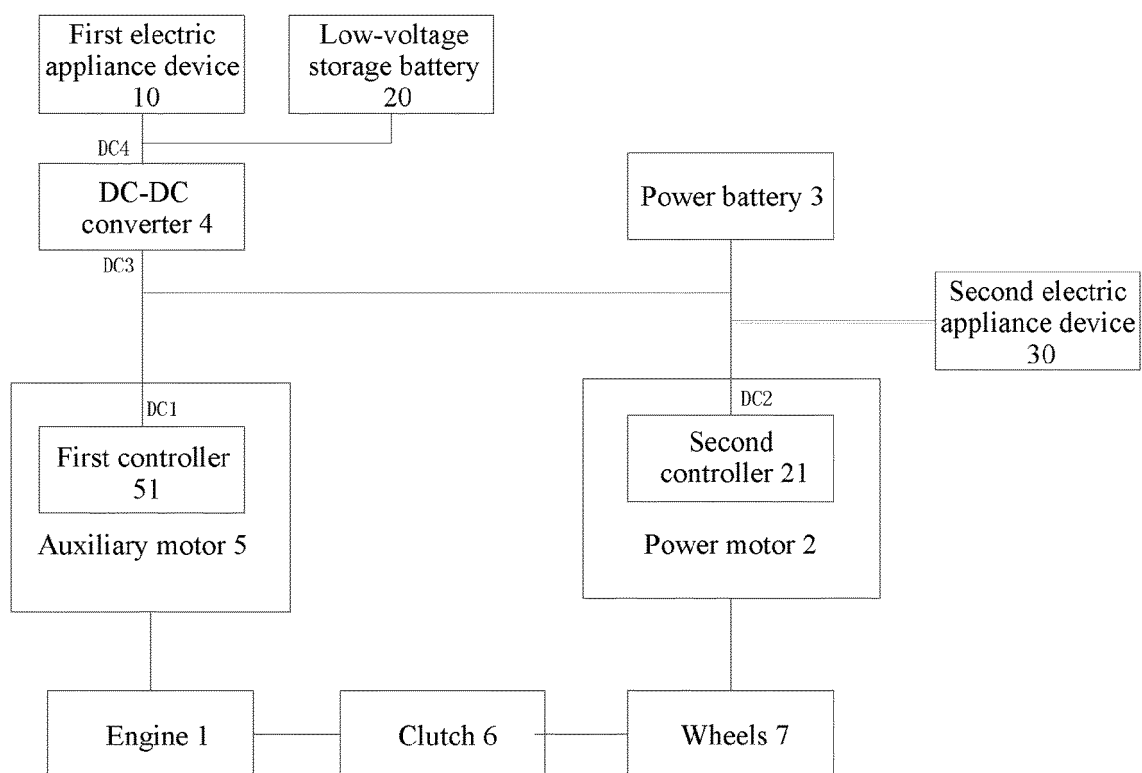 First electric
appliance device
10
Low-voltage
storage battery
20
DC4
DC-DC
converter 4
Power battery 3
DC3
Second electric
appliance device
30
DC1
DC2
First controller
51
Second
controller 21
Auxiliary motor 5
Power motor 2
Engine 1
Clutch 6
Wheels 7